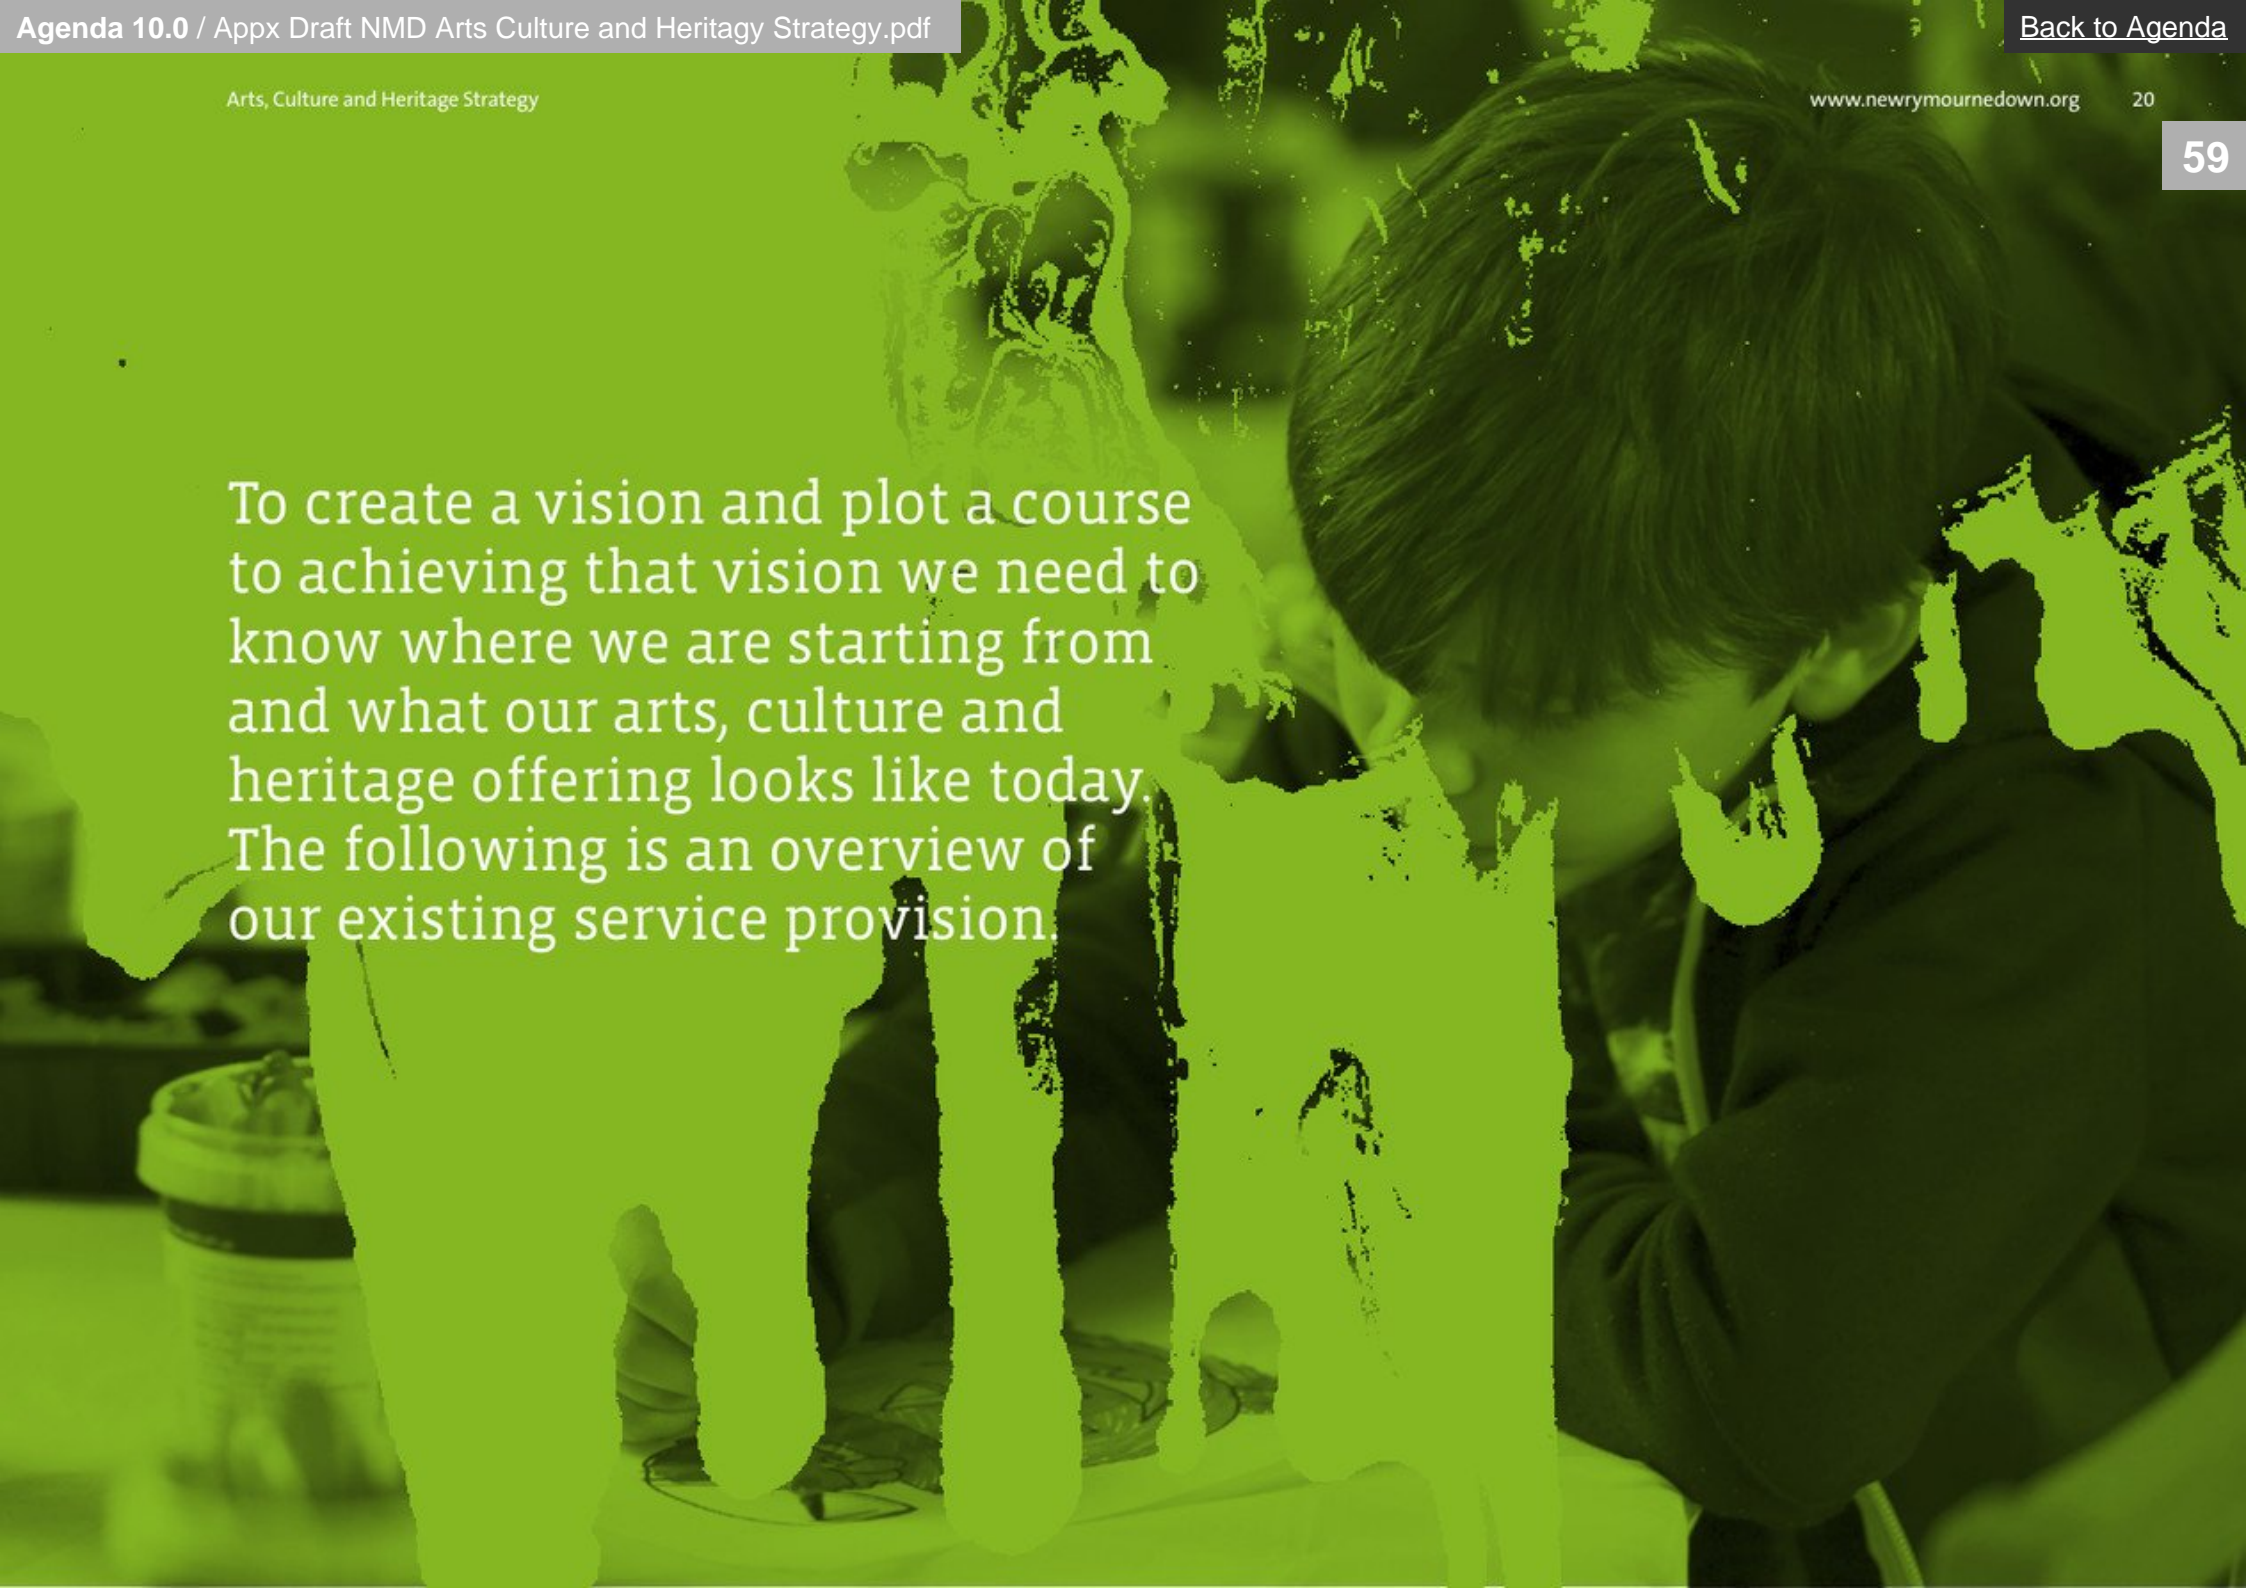 Agenda 10.0 / Appx Draft NMD Arts Culture and Heritagy Strategy.pdf
Back to Agenda
Arts, Culture and Heritage Strategy
www.newrymournedown.org 20
59
To create a vision and plot a course
to achieving that vision we need to
know where we are starting from
and what our arts, culture and
heritage offering looks like today.
The following is an overview of
our existing service provision.